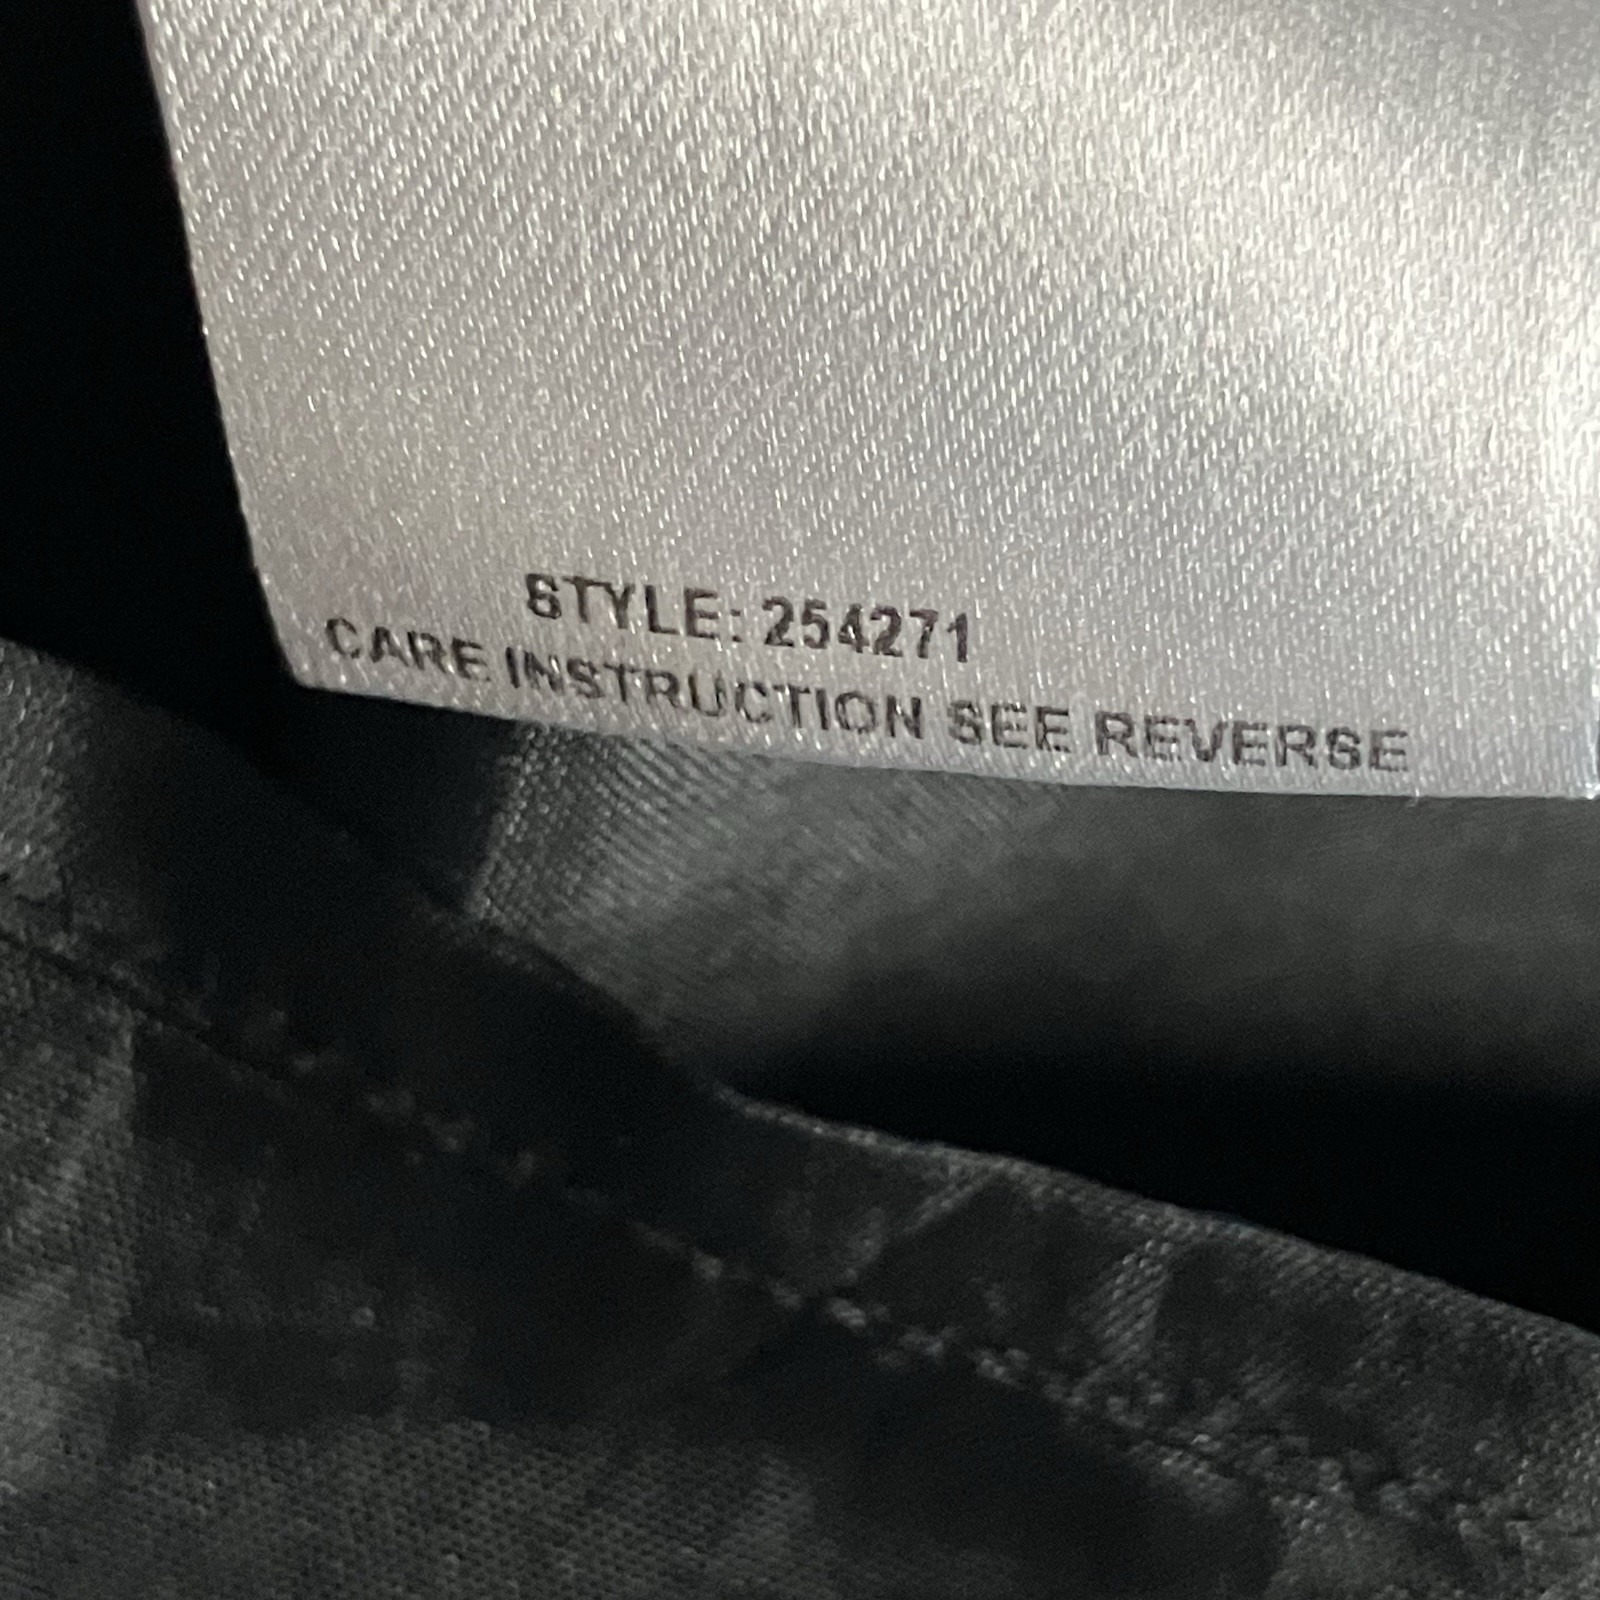 STYLE: 254271
CARE INSTRUCTION SEE REVERSE